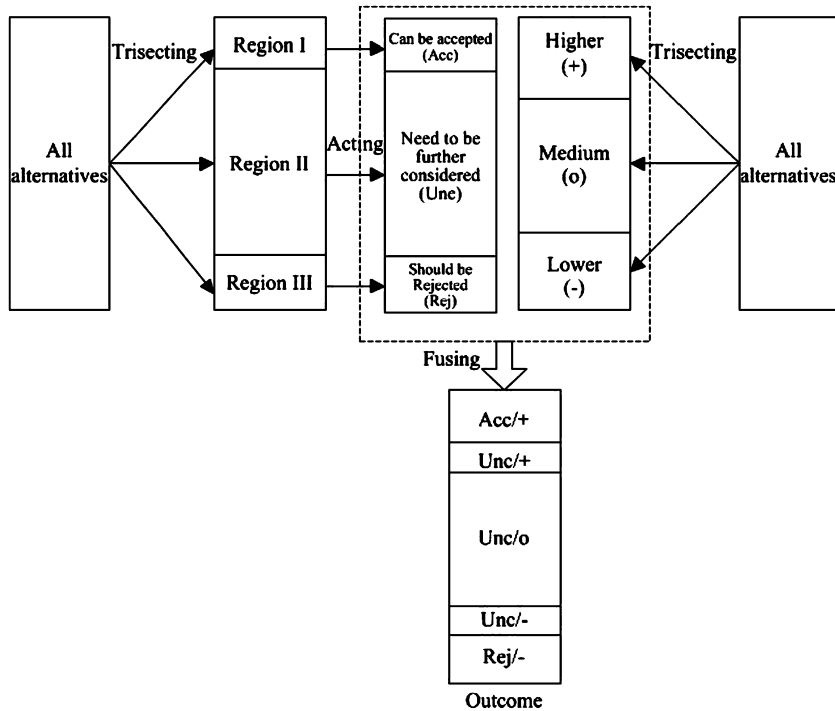 All
alternatives
Trisecting
Region I
Region II
Region III
Acting
Can be accepted
(Acc)
Need to be
further
considered
(Une)
Should be
Rejected
(Rej)
Higher
(+)
Medium
(o)
Lower
(-)
Trisecting
All
alternatives
Fusing
Acc/+
Unc/+
Unc/o
Unc/-
Rej/-
Outcome